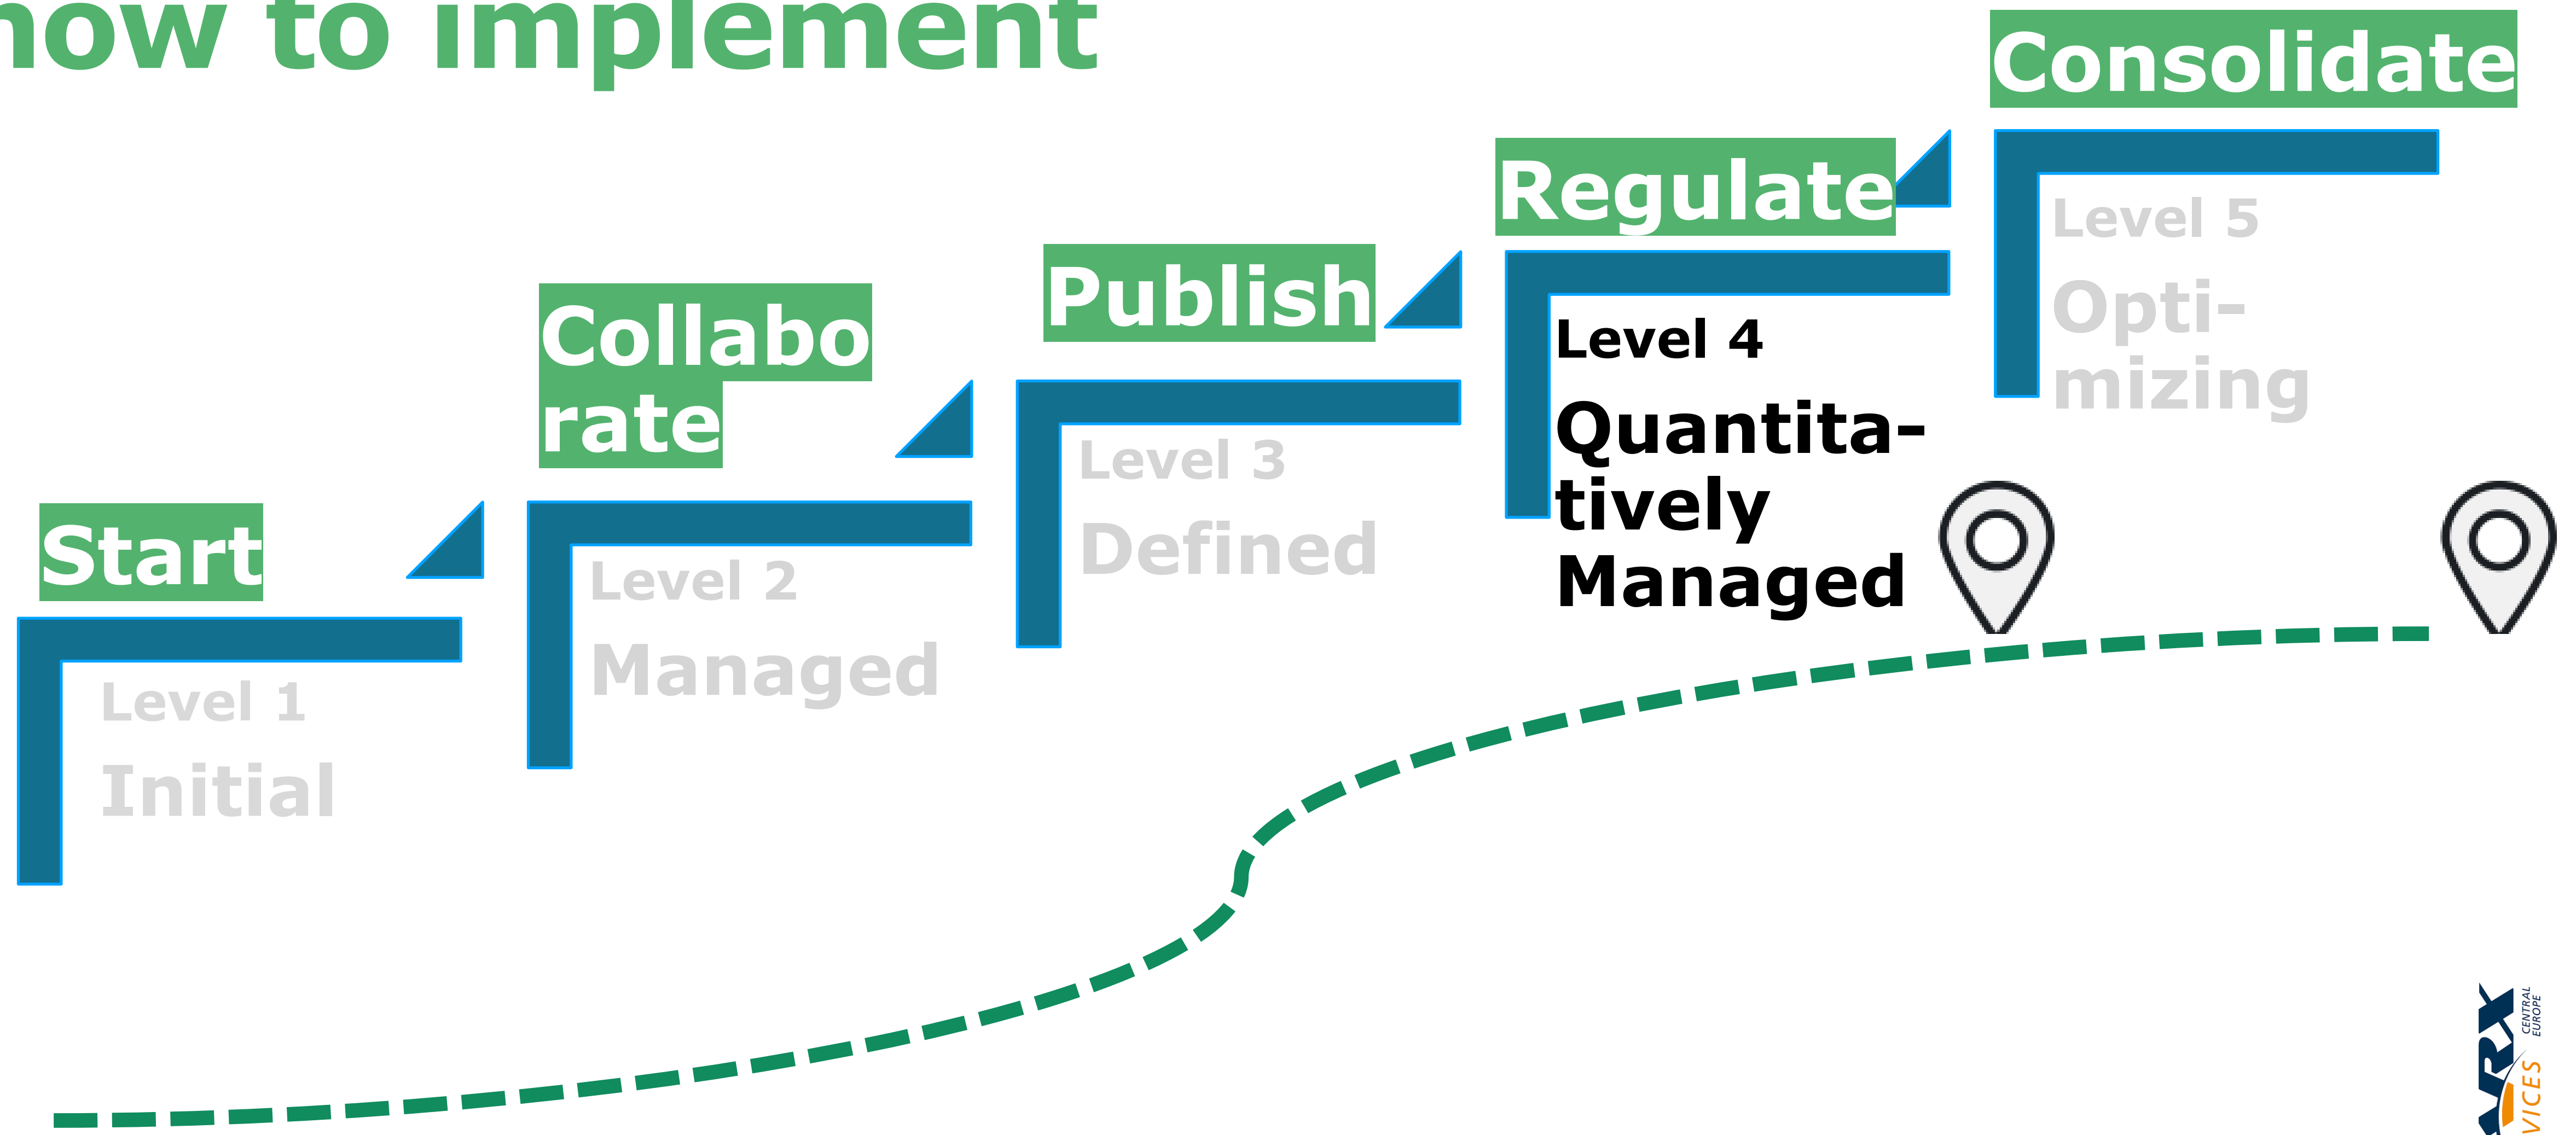 how to implement
Consolidate
Regulate
Publish
Collabo
rate
Start
Level 5
Opti-
mizing
Level 4
Quantita-
tively
Managed
Level 3
Defined
Level 2
Managed
Level 1
Initial
CENTRAL
EUROPE